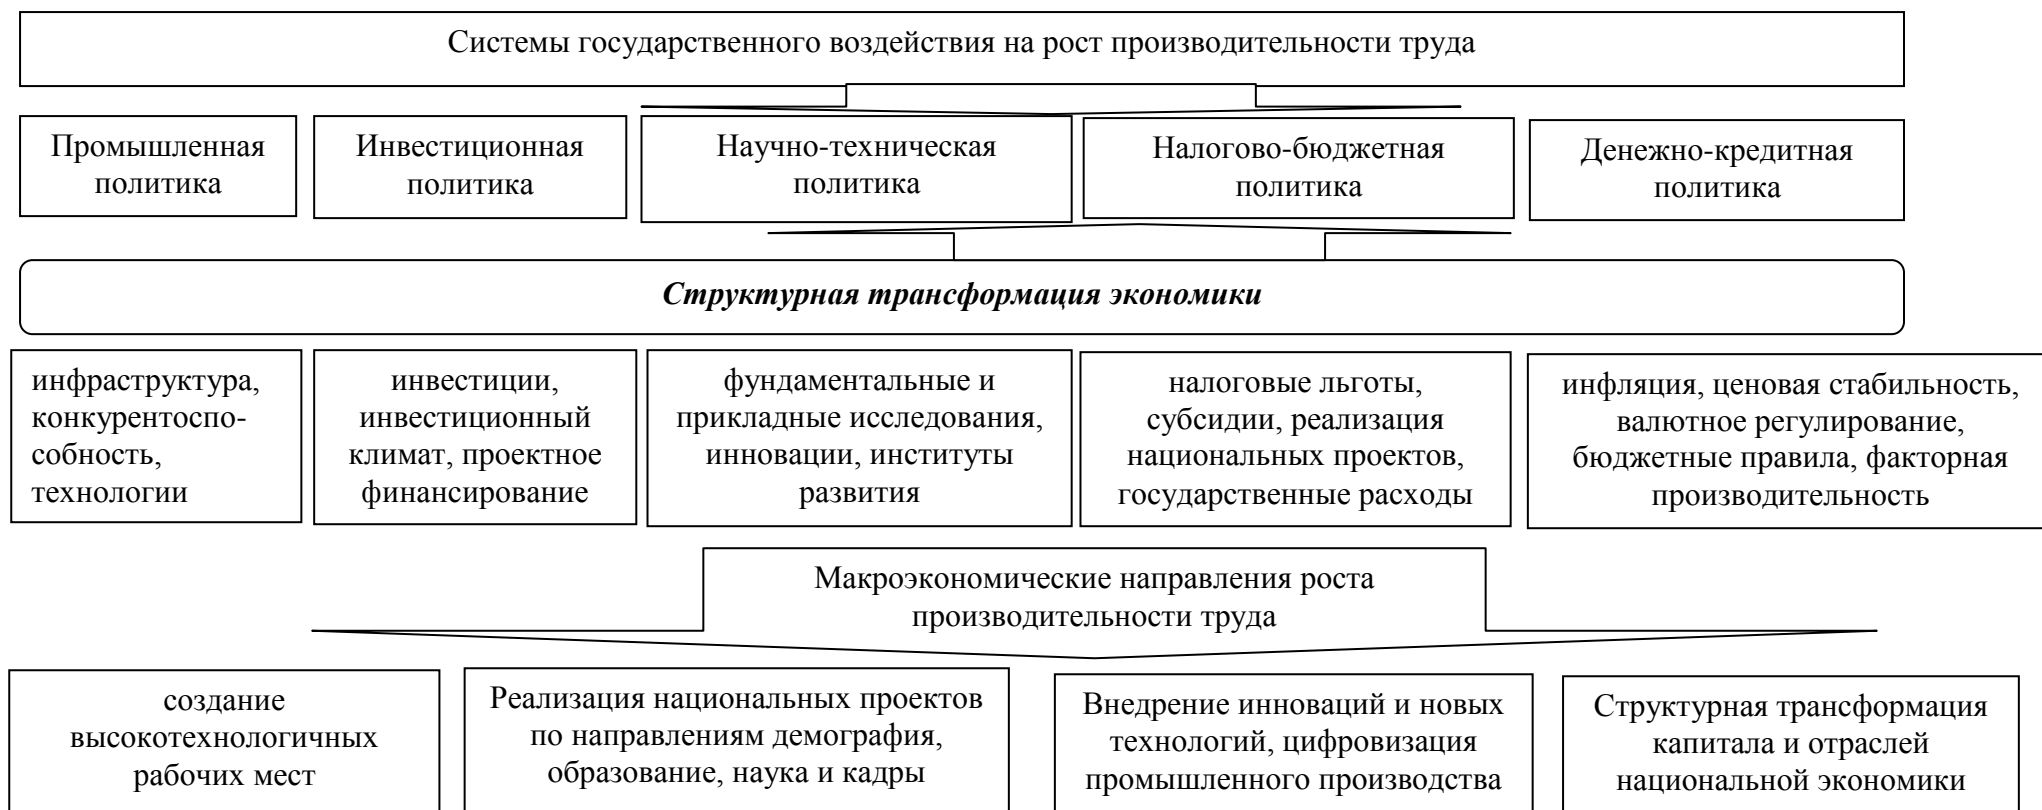 Системы государственного воздействия на рост производительности труда
Промышленная
политика
Инвестиционная
политика
Научно-техническая
политика
Налогово-бюджетная
политика
Денежно-кредитная
политика
Структурная трансформация экономики
инфраструктура,
конкурентоспо-
собность,
технологии
инвестиции,
инвестиционный
климат, проектное
финансирование
фундаментальные и
прикладные исследования,
инновации, институты
развития
налоговые льготы,
субсидии, реализация
национальных проектов,
государственные расходы
инфляция, ценовая стабильность,
валютное регулирование,
бюджетные правила, факторная
производительность
Макроэкономические направления роста
производительности труда
создание
высокотехнологичных
рабочих мест
Реализация национальных проектов
по направлениям демография,
образование, наука и кадры
Внедрение инноваций и новых
технологий, цифровизация
промышленного производства
Структурная трансформация
капитала и отраслей
национальной экономики